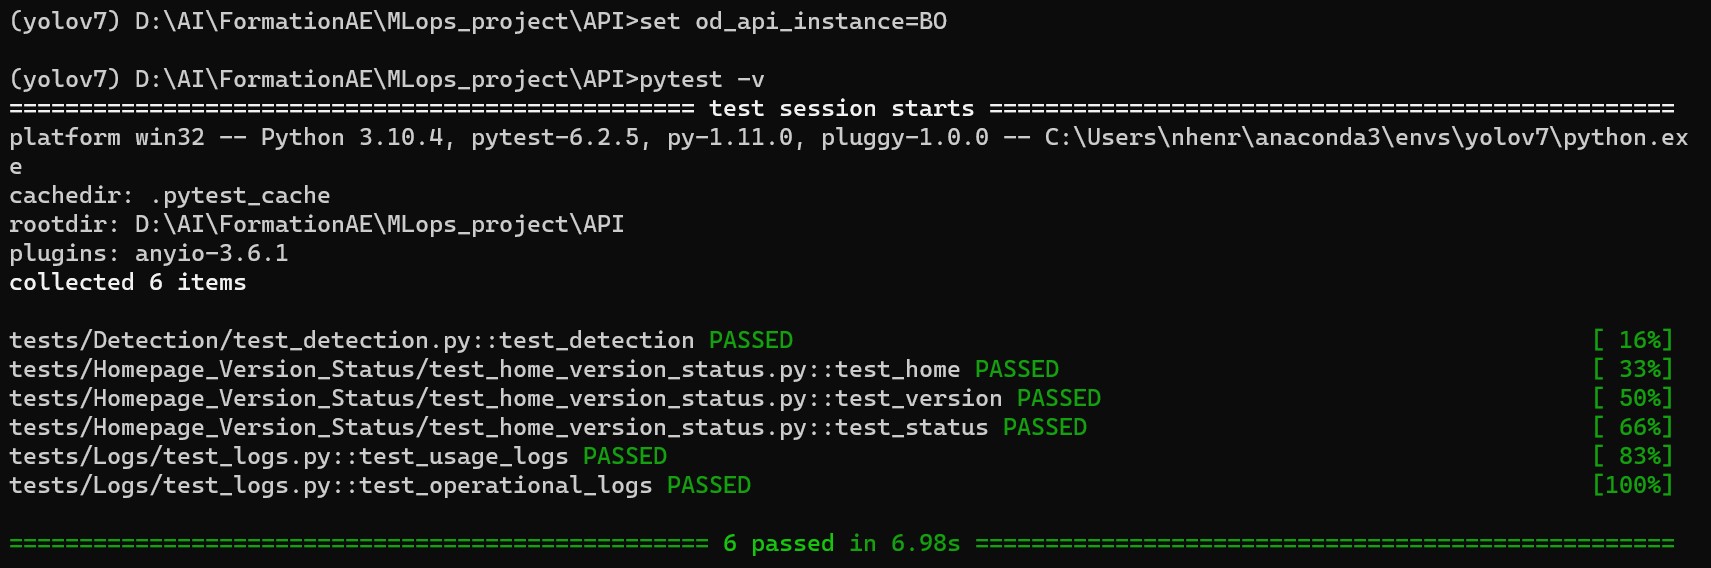 (yolov7) D:\AI\FormationAE\MLops_project\API>set od_api_instance=BO
(yolov7) D:\AI\FormationAE\MLops_project\API>pytest -v
================================================= test session starts =================================================
platform win32 -- Python 3.10.4, pytest-6.2.5, py-1.11.0, pluggy-1.0.0 -- C:\Users\nhenr\anaconda3\envs\yolov7\python.ex
e
cachedir: .pytest_cache
rootdir: D:\AI\FormationAE\MLops_project\API
plugins: anyio-3.6.1
collected 6 items
tests/Detection/test_detection.py::test_detection PASSED [ 16%]
tests/Homepage_Version_Status/test_home_version_status.py::test_home PASSED [ 33%]
tests/Homepage_Version_Status/test_home_version_status.py::test_version PASSED [ 50%]
tests/Homepage_Version_Status/test_home_version_status.py::test_status PASSED [ 66%]
tests/Logs/test_logs.py::test_usage_logs PASSED [ 83%]
tests/Logs/test_logs.py::test_operational_logs PASSED [100%]
================================================== 6 passed in 6.98s ==================================================